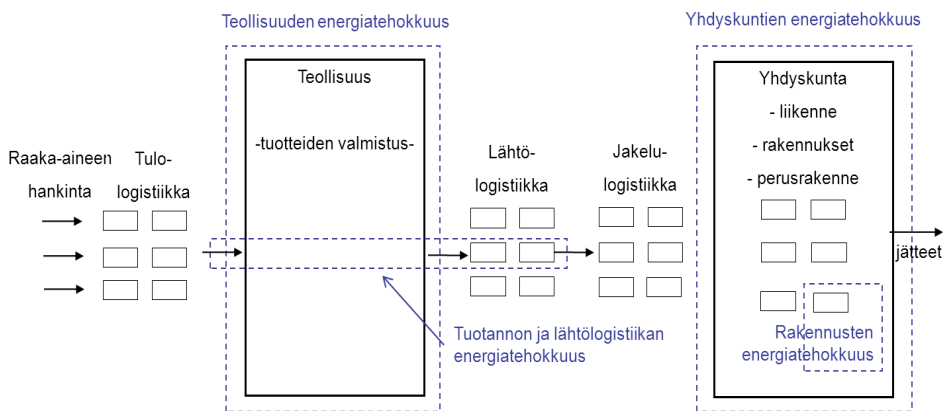 Teollisuuden energiatehokkuus
Yhdyskuntien energiatehokkuus
Teollisuus
-tuotteiden valmistus-
Yhdyskunta
- liikenne
- rakennukset
- perusrakenne
Raaka-aineen
hankinta
Tulo-
logistiikka
Lähtö-
logistiikka
Jakelu-
logistiikka
jätteet
Tuotannon ja lähtölogistiikan
energiatehokkuus
Rakennusten
energiatehokkuus